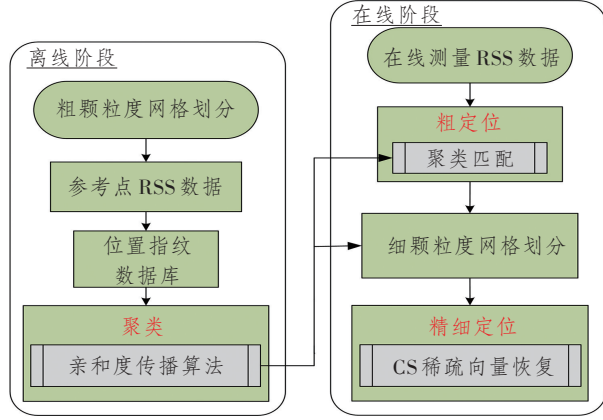 离线阶段
粗颗粒度网格划分
参考点RSS数据
位置指纹
数据库
聚类
亲和度传播算法
在线阶段
在线测量RSS数据
粗定位
聚类匹配
细颗粒度网格划分
精细定位
CS稀疏向量恢复